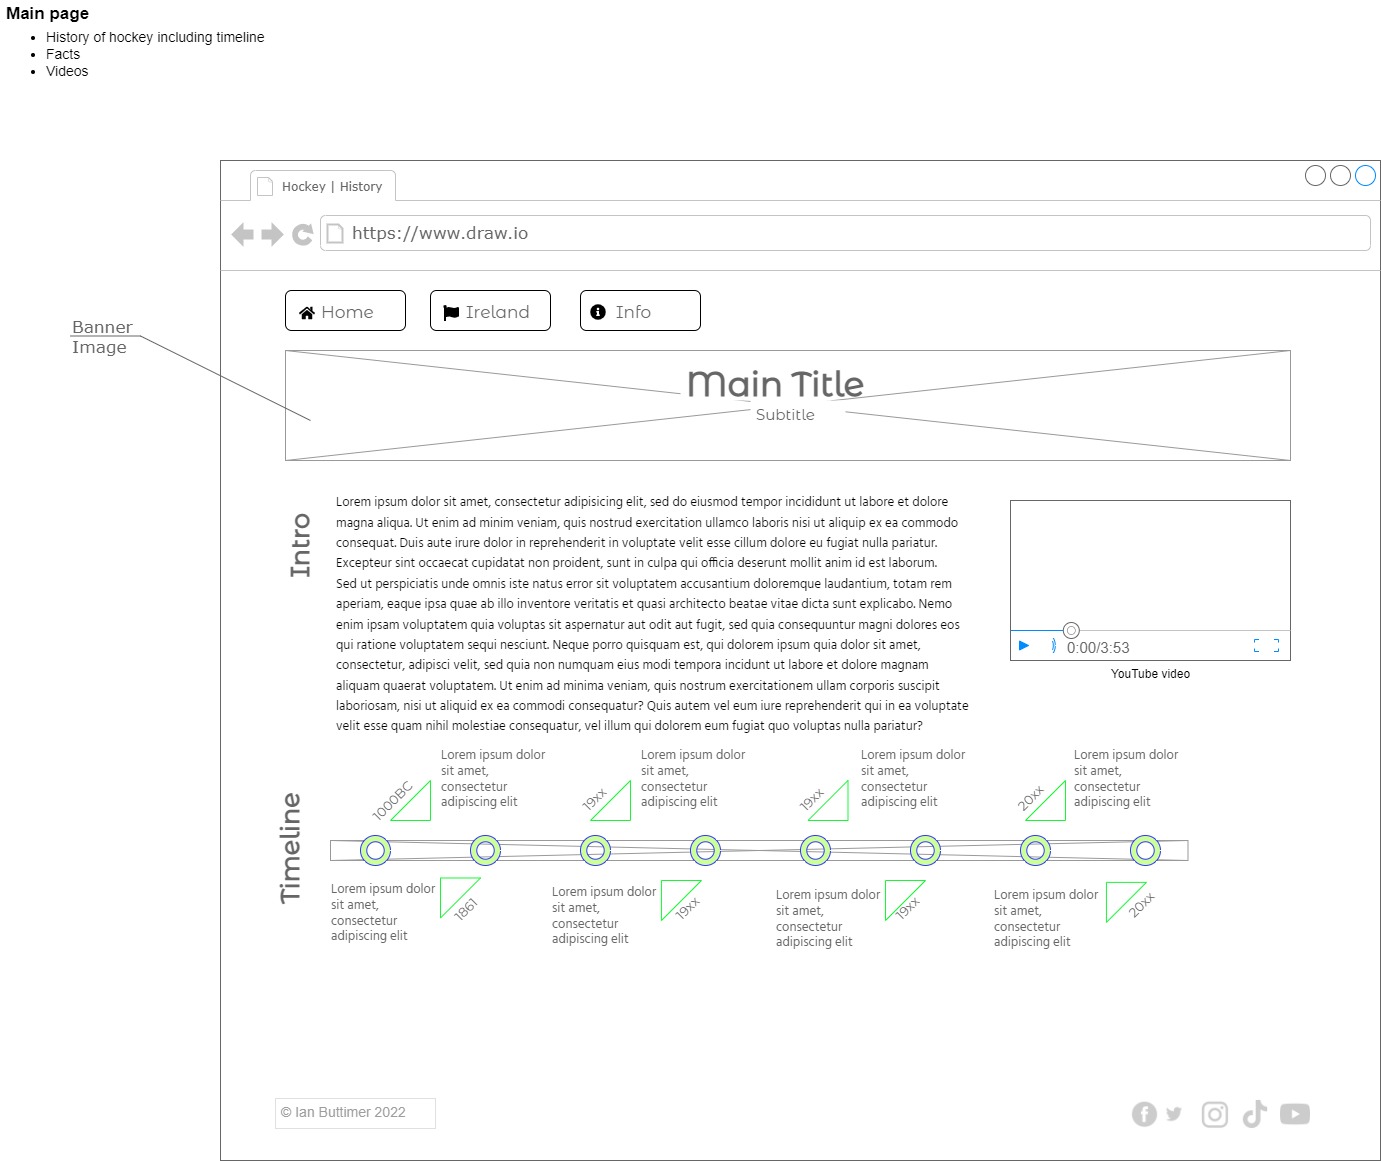 Main page
History of hockey including timeline
Facts
Videos
Hockey | History
https://www.draw.io
Home
Ireland
Info
Banner
Image
Main Title
Subtitle
Intro
Lorem ipsum dolor sit amet, consectetur adipisicing elit, sed do eiusmod tempor incididunt ut labore et dolore
magna aliqua. Ut enim ad minim veniam, quis nostrud exercitation ullamco laboris nisi ut aliquip ex ea commodo
consequat. Duis aute irure dolor in reprehenderit in voluptate velit esse cillum dolore eu fugiat nulla pariatur.
Excepteur sint occaecat cupidatat non proident, sunt in culpa qui officia deserunt mollit anim id est laborum.
Sed ut perspiciatis unde omnis iste natus error sit voluptatem accusantium doloremque laudantium, totam rem
aperiam, eaque ipsa quae ab illo inventore veritatis et quasi architecto beatae vitae dicta sunt explicabo. Nemo
enim ipsam voluptatem quia voluptas sit aspernatur aut odit aut fugit, sed quia consequuntur magni dolores eos
qui ratione voluptatem sequi nesciunt. Neque porro quisquam est, qui dolorem ipsum quia dolor sit amet,
consectetur, adipisci velit, sed quia non numquam eius modi tempora incidunt ut labore et dolore magnam
aliquam quaerat voluptatem. Ut enim ad minima veniam, quis nostrum exercitationem ullam corporis suscipit
laboriosam, nisi ut aliquid ex ea commodi consequatur? Quis autem vel eum iure reprehenderit qui in ea voluptate
velit esse quam nihil molestiae consequatur, vel illum qui dolorem eum fugiat quo voluptas nulla pariatur?
0:00/3:53
YouTube video
Timeline
1000BC
Lorem ipsum dolor
sit amet,
consectetur
adipiscing elit
19xx
Lorem ipsum dolor
sit amet,
consectetur
adipiscing elit
19xx
Lorem ipsum dolor
sit amet,
consectetur
adipiscing elit
20xx
Lorem ipsum dolor
sit amet,
consectetur
adipiscing elit
Lorem ipsum dolor
sit amet,
consectetur
adipiscing elit
1861
Lorem ipsum dolor
sit amet,
consectetur
adipiscing elit
19xx
Lorem ipsum dolor
sit amet,
consectetur
adipiscing elit
19xx
Lorem ipsum dolor
sit amet,
consectetur
adipiscing elit
20xx
© Ian Buttimer 2022